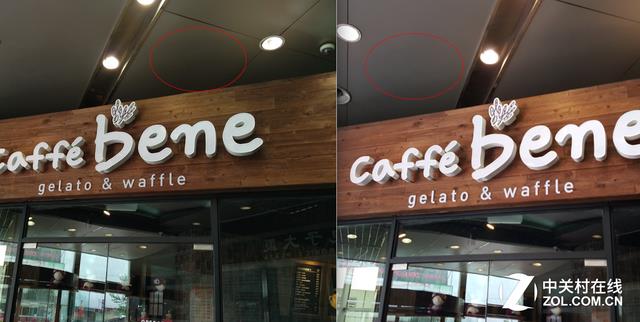 caffé bene
gelato & waffle
caffé bene
gelato & waffle
Z 中关村在线
ZOL.COM.CN